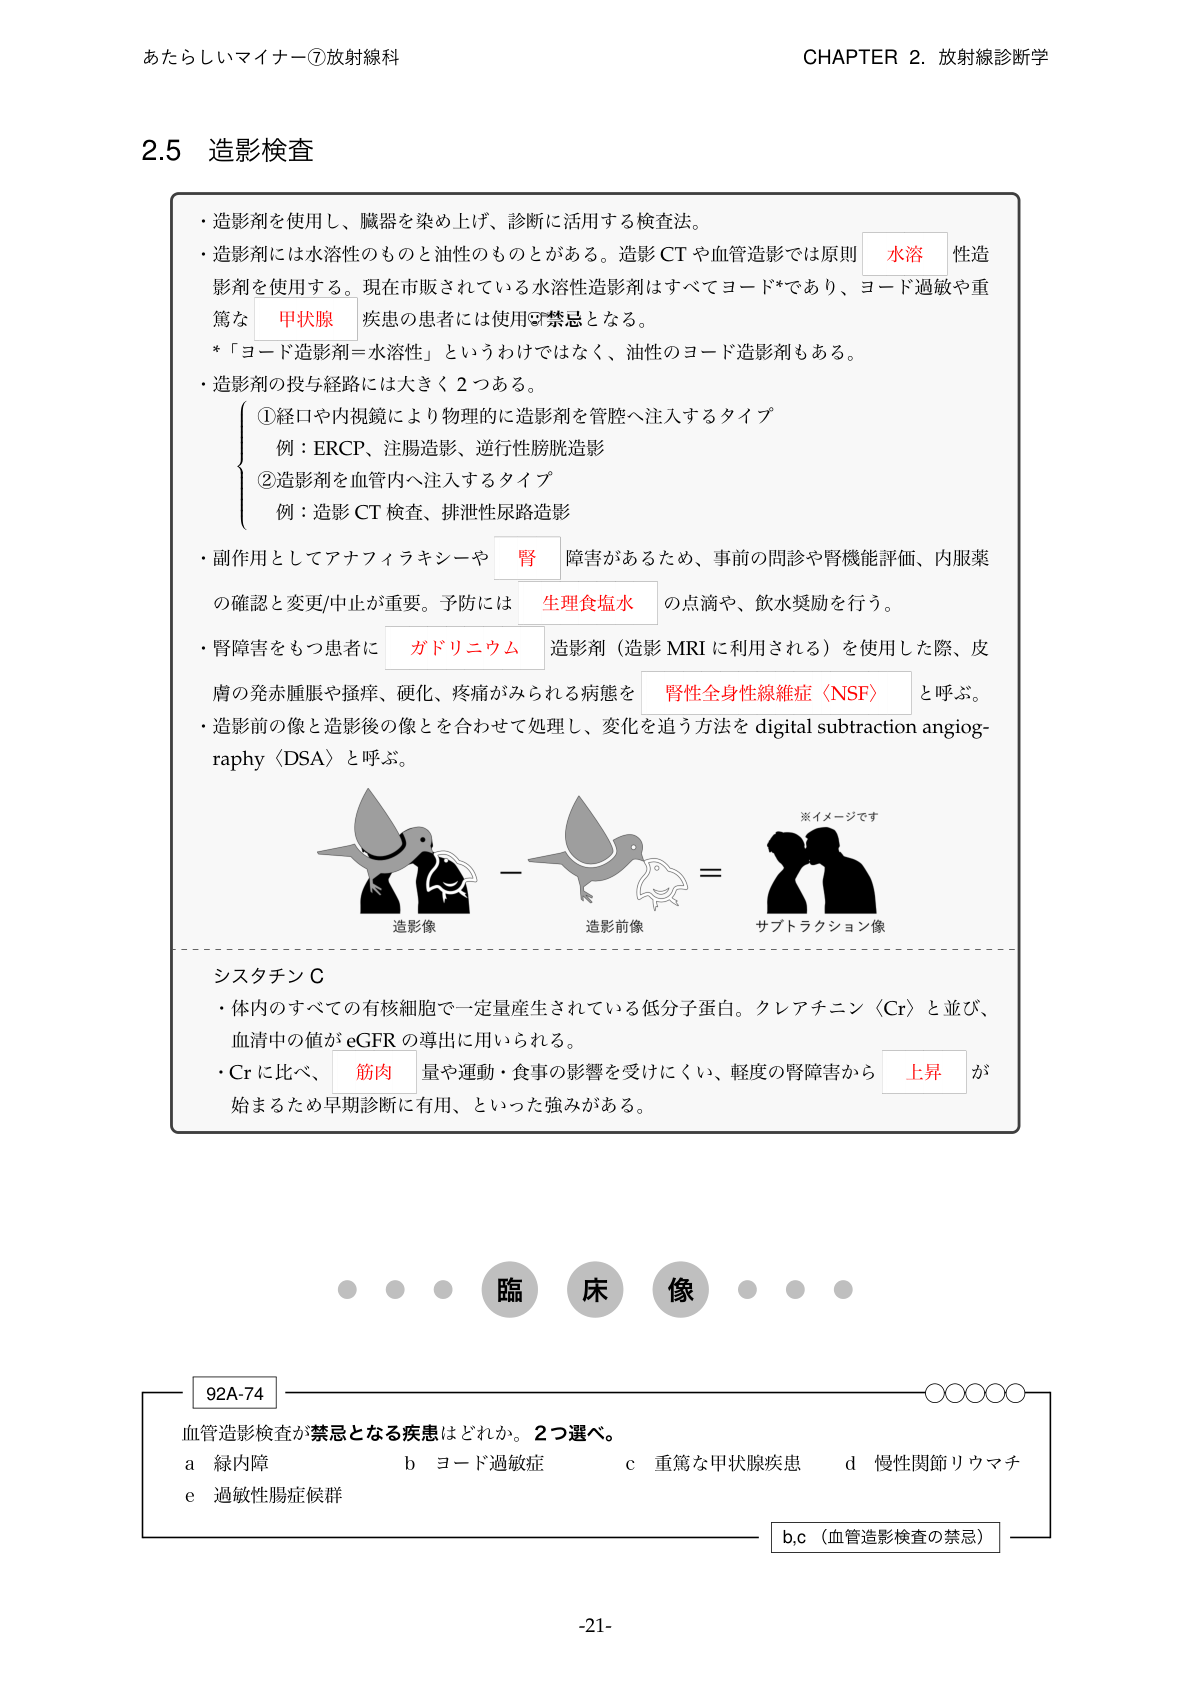 あたらしいマイナー⑦放射線科
CHAPTER 2. 放射線診断学
2.5 造影検査
・造影剤を使用し、臓器を染め上げ、診断に活用する検査法。
・造影剤には水溶性のものと油性のものとがある。造影 CT や血管造影では原則 水溶 性造
影剤を使用する。現在市販されている水溶性造影剤はすべてヨード*であり、ヨード過敏や重
篤な 甲状腺 疾患の患者には使用禁忌となる。
*「ヨード造影剤＝水溶性」というわけではなく、油性のヨード造影剤もある。
・造影剤の投与経路には大きく 2 つある。
①経口や内視鏡により物理的に造影剤を管腔へ注入するタイプ
例：ERCP、注腸造影、逆行性膀胱造影
②造影剤を血管内へ注入するタイプ
例：造影 CT 検査、排泄性尿路造影
・副作用としてアナフィラキシーや 腎 障害があるため、事前の問診や腎機能評価、内服薬
の確認と変更/中止が重要。予防には 生理食塩水 の点滴や、飲水奨励を行う。
・腎障害をもつ患者に ガドリニウム 造影剤（造影 MRI に利用される）を使用した際、皮
膚の発赤腫脹や掻痒、硬化、疼痛がみられる病態を 腎性全身性線維症〈NSF〉 と呼ぶ。
・造影前の像と造影後の像とを合わせて処理し、変化を追う方法を digital subtraction angiog-
raphy〈DSA〉と呼ぶ。
※イメージです
－ ＝
造影像 造影前像 サブトラクション像
シスタチン C
・体内のすべての有核細胞で一定量産生されている低分子蛋白。クレアチニン〈Cr〉と並び、
血清中の値が eGFR の導出に用いられる。
・Cr に比べ、 筋肉 量や運動・食事の影響を受けにくい、軽度の腎障害から 上昇 が
始まるため早期診断に有用、といった強みがある。
臨 床 像
92A-74
血管造影検査が禁忌となる疾患はどれか。2つ選べ。
a 緑内障 b ヨード過敏症 c 重篤な甲状腺疾患 d 慢性関節リウマチ
e 過敏性腸症候群
b,c （血管造影検査の禁忌）
-21-